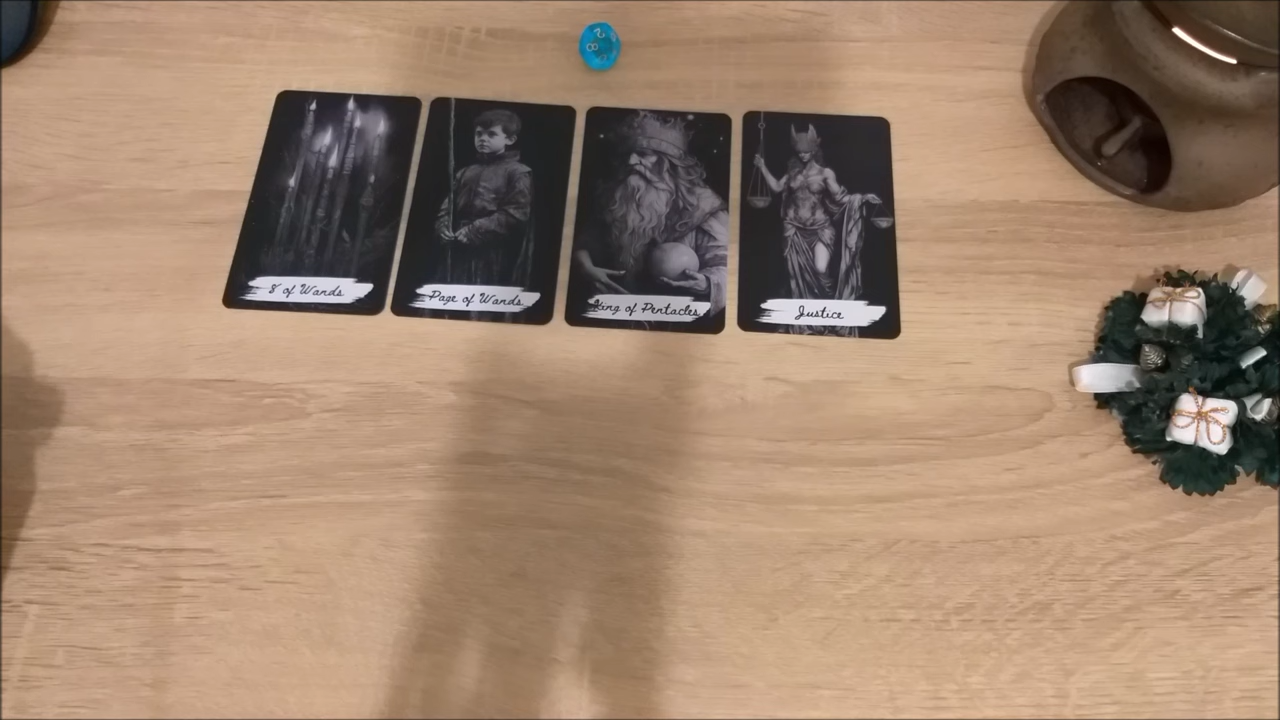 8 of Wands
Page of Wands
King of Pentacles
Justice